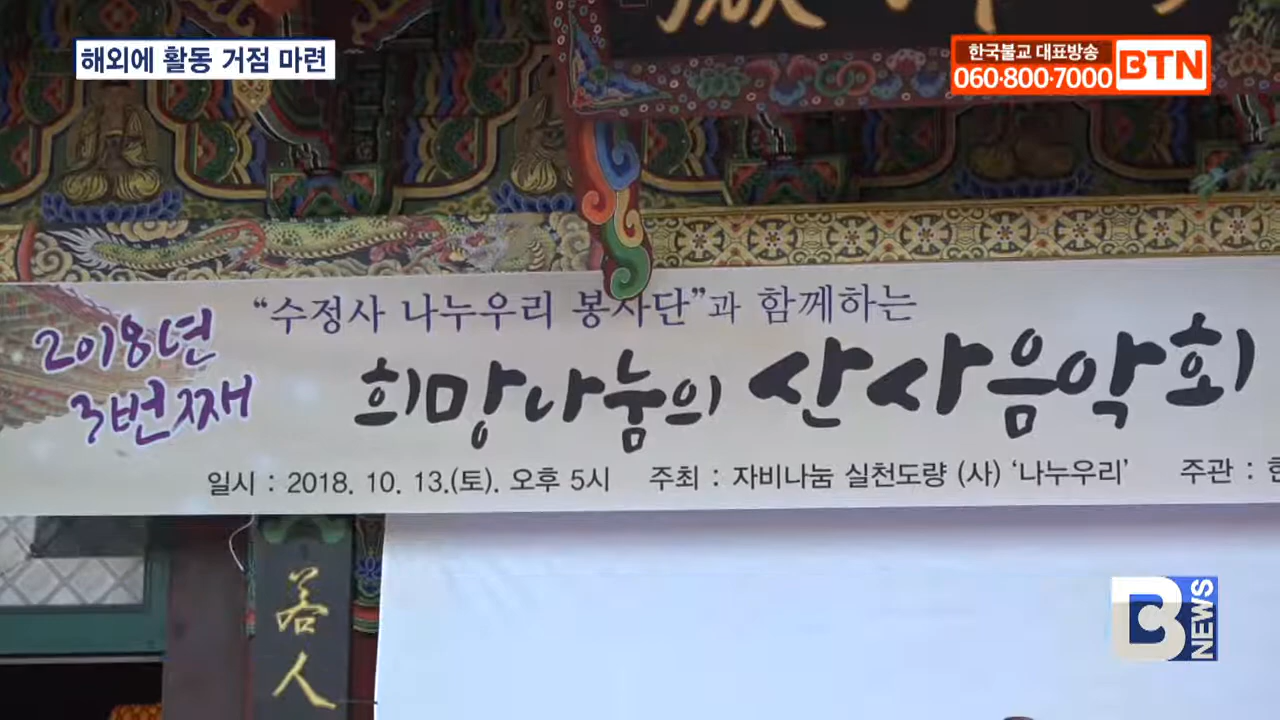 해외에 활동 거점 마련
한국불교 대표방송
060·800·7000
BTN
2018년
3번째
“수정사 나누우리 봉사단”과 함께하는
희망나눔의 산사음악회
일시 : 2018. 10. 13.(토). 오후 5시 주최 : 자비나눔 실천도량 (사) ‘나누우리’ 주관 :
若
人
B NEWS